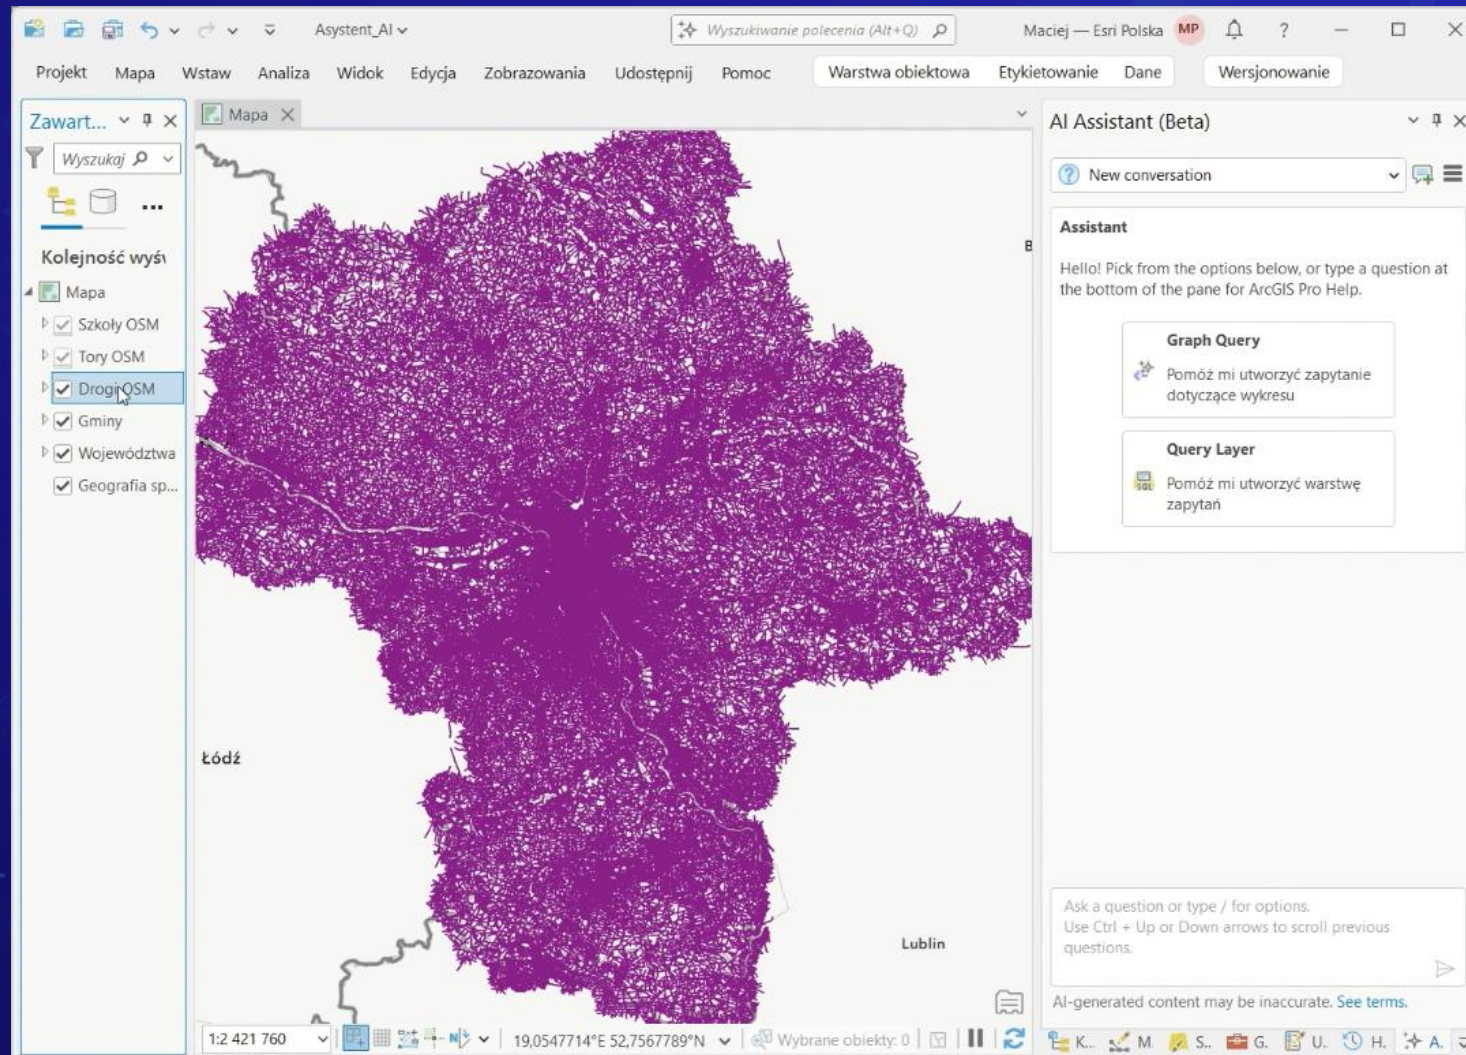 Asystent_AI
Wyszukiwanie polecenia (Alt+Q)
Maciej — Esri Polska
MP
?
Projekt Mapa Wstaw Analiza Widok Edycja Zobrazowania Udostępnij Pomoc Warstwa obiektowa Etykietowanie Dane Wersjonowanie
Zawart...
Wyszukaj
...
Kolejność wyśw
Mapa
Szkoły OSM
Tory OSM
Drogi OSM
Gminy
Województwa
Geografia sp...
Mapa
B
Łódź
Lublin
1:2 421 760
N
19,0547714°E 52,7567789°N
Wybrane obiekty: 0
AI Assistant (Beta)
New conversation
Assistant
Hello! Pick from the options below, or type a question at
the bottom of the pane for ArcGIS Pro Help.
Graph Query
Pomóż mi utworzyć zapytanie
dotyczące wykresu
Query Layer
SQL
Pomóż mi utworzyć warstwę
zapytań
Ask a question or type / for options.
Use Ctrl + Up or Down arrows to scroll previous
questions.
AI-generated content may be inaccurate. See terms.
K... M. S.. G. U.. H. A.